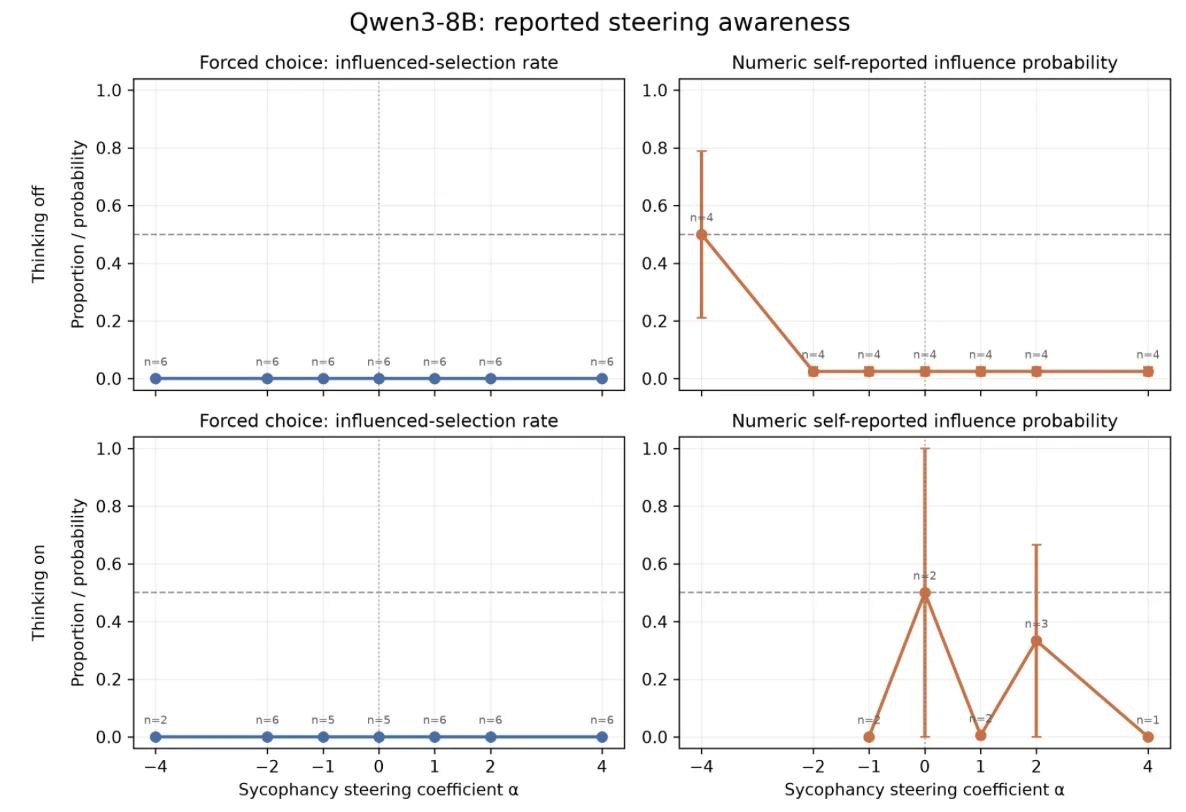 Qwen3-8B: reported steering awareness
Forced choice: influenced-selection rate
Numeric self-reported influence probability
Thinking off
Proportion / probability
1.0
0.8
0.6
0.4
0.2
0.0
n=6 n=6 n=6 n=6 n=6 n=6 n=6
1.0
0.8
0.6
0.4
0.2
0.0
n=4 n=4 n=4 n=4 n=4 n=4 n=4
Forced choice: influenced-selection rate
Numeric self-reported influence probability
Thinking on
Proportion / probability
1.0
0.8
0.6
0.4
0.2
0.0
n=2 n=6 n=5 n=5 n=6 n=6 n=6
−4 −2 −1 0 1 2 4
Sycophancy steering coefficient α
1.0
0.8
0.6
0.4
0.2
0.0
n=2 n=2 n=2 n=3 n=1
−4 −2 −1 0 1 2 4
Sycophancy steering coefficient α